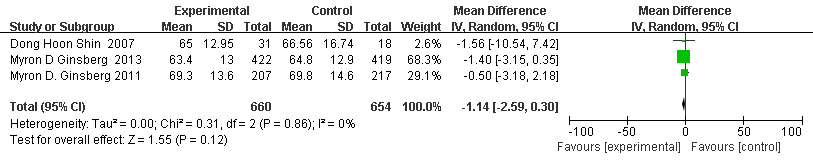 Experimental Control Mean Difference Mean Difference
Study or Subgroup Mean SD Total Mean SD Total Weight IV, Random, 95% CI IV, Random, 95% CI
Dong Hoon Shin 2007 65 12.95 31 66.56 16.74 18 2.6% -1.56 [-10.54, 7.42]
Myron D Ginsberg 2013 63.4 13 422 64.8 12.9 419 68.3% -1.40 [-3.15, 0.35]
Myron D. Ginsberg 2011 69.3 13.6 207 69.8 14.6 217 29.1% -0.50 [-3.18, 2.18]
Total (95% CI) 660 654 100.0% -1.14 [-2.59, 0.30]
Heterogeneity: Tau² = 0.00; Chi² = 0.31, df = 2 (P = 0.86); I² = 0%
Test for overall effect: Z = 1.55 (P = 0.12)
-100 -50 0 50 100
Favours [experimental] Favours [control]